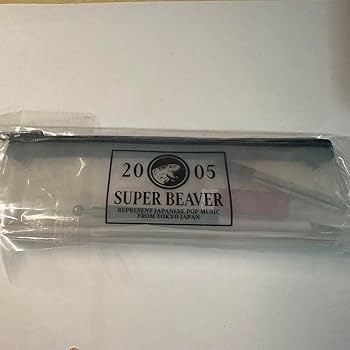 20 05
SUPER BEAVER
REPRESENT JAPANESE POP MUSIC
FROM TOKYO JAPAN